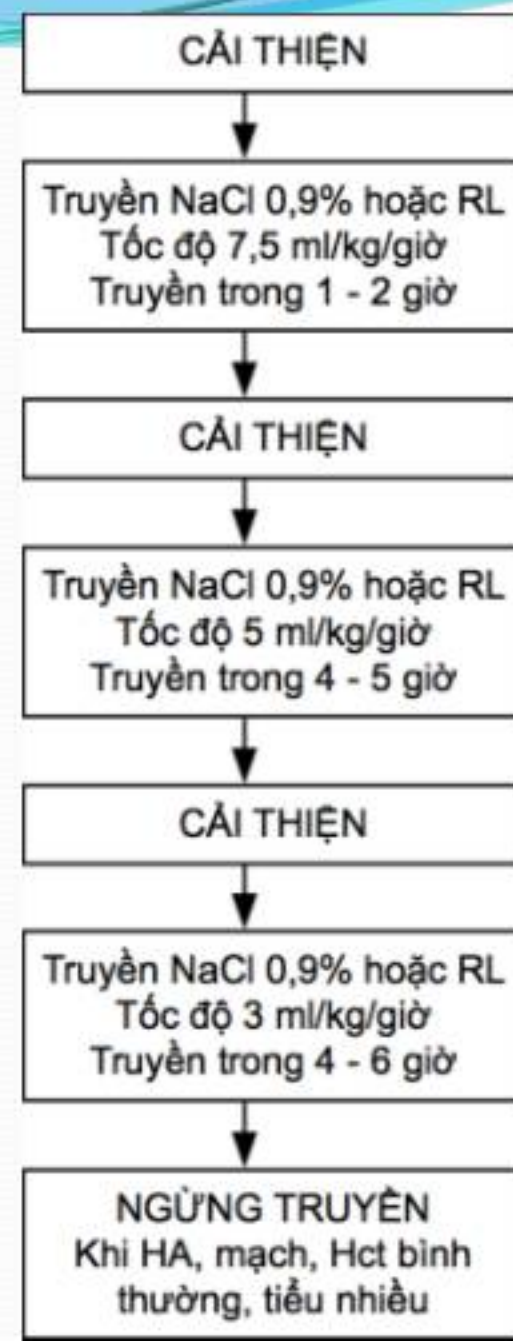 CẢI THIỆN
Truyền NaCl 0,9% hoặc RL
Tốc độ 7,5 ml/kg/giờ
Truyền trong 1 - 2 giờ
CẢI THIỆN
Truyền NaCl 0,9% hoặc RL
Tốc độ 5 ml/kg/giờ
Truyền trong 4 - 5 giờ
CẢI THIỆN
Truyền NaCl 0,9% hoặc RL
Tốc độ 3 ml/kg/giờ
Truyền trong 4 - 6 giờ
NGỪNG TRUYỀN
Khi HA, mạch, Hct bình
thường, tiểu nhiều